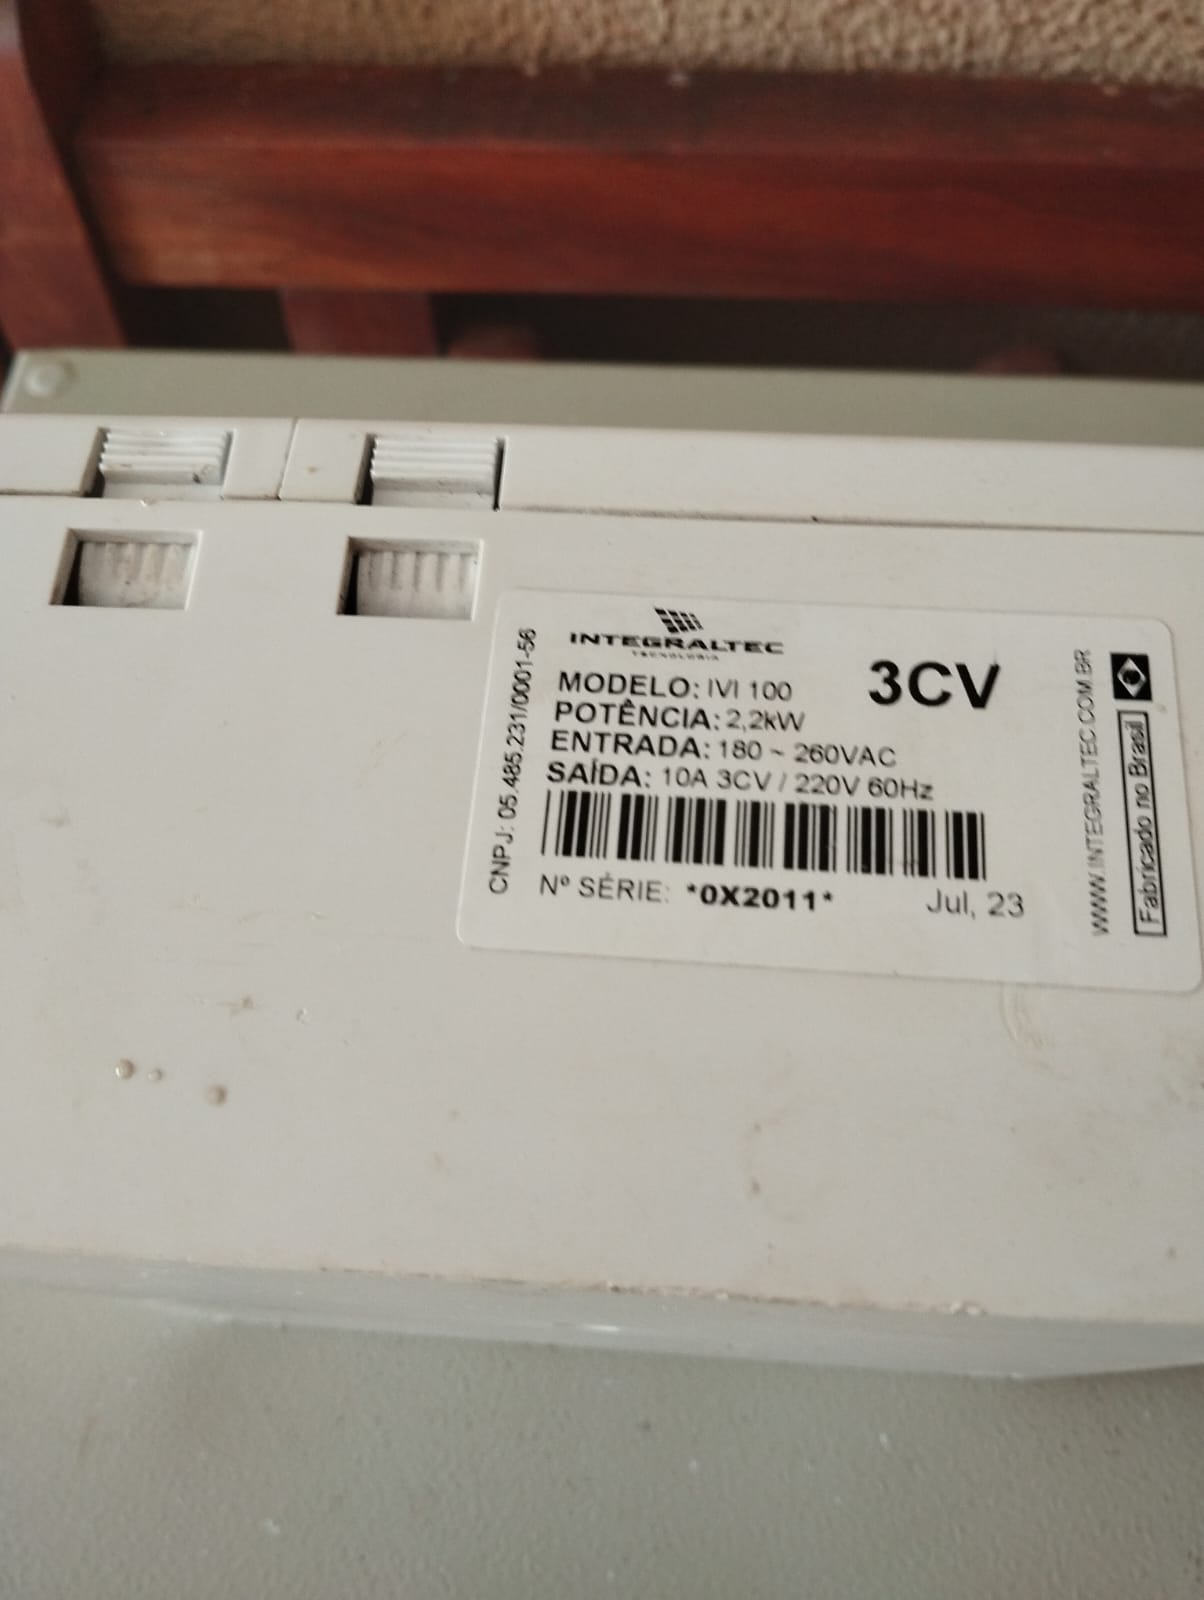 INTEGRALTEC
TECNOLOGIA
3CV
MODELO: IVI 100
POTÊNCIA: 2,2kW
ENTRADA: 180 ~ 260VAC
SAÍDA: 10A 3CV / 220V 60Hz
Nº SÉRIE: *0X2011*
Jul, 23
CNPJ: 05.485.231/0001-56
WWW.INTEGRALTEC.COM.BR
Fabricado no Brasil